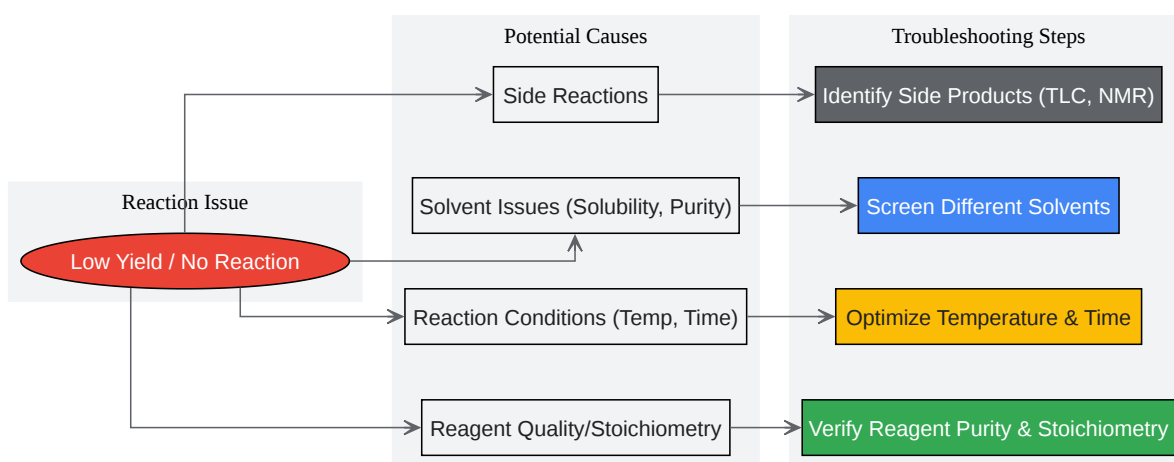 Potential Causes
Troubleshooting Steps
Side Reactions
Identify Side Products (TLC, NMR)
Reaction Issue
Solvent Issues (Solubility, Purity)
Screen Different Solvents
Low Yield / No Reaction
Reaction Conditions (Temp, Time)
Optimize Temperature & Time
Reagent Quality/Stoichiometry
Verify Reagent Purity & Stoichiometry